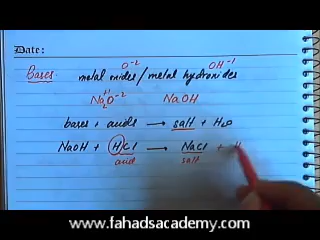 Date:
O-2 OH-1
Bases: metal oxides / metal hydroxides
Na2+1O-2 NaOH
bases + acids → salt + H2O
NaOH + HCl → NaCl + H
acid salt
www.fahadsacademy.com